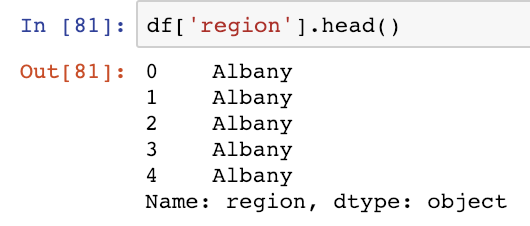 In [81]: df['region'].head()
Out[81]: 0    Albany
1    Albany
2    Albany
3    Albany
4    Albany
Name: region, dtype: object